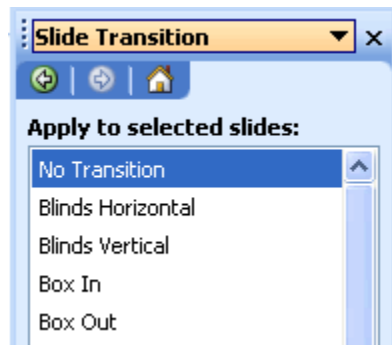 Slide Transition
Apply to selected slides:
No Transition
Blinds Horizontal
Blinds Vertical
Box In
Box Out